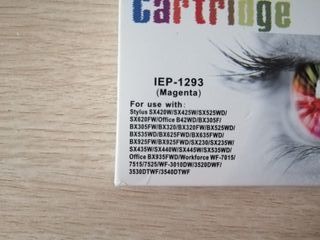 Cartridge
IEP-1293
(Magenta)
For use with:
Stylus SX420W/SX425W/SX525WD/
SX620FW/Office B42WD/BX305F/
BX305FW/BX320/BX320FW/BX525WD/
BX535WD/BX625FWD/BX635FWD/
BX925FW/BX925FWD/SX230/SX235W/
SX435W/SX440W/SX445W/SX535WD/
Office BX935FWD/Workforce WF-7015/
7515/7525/WF-3010DW/3520DWF/
3530DTWF/3540DTWF